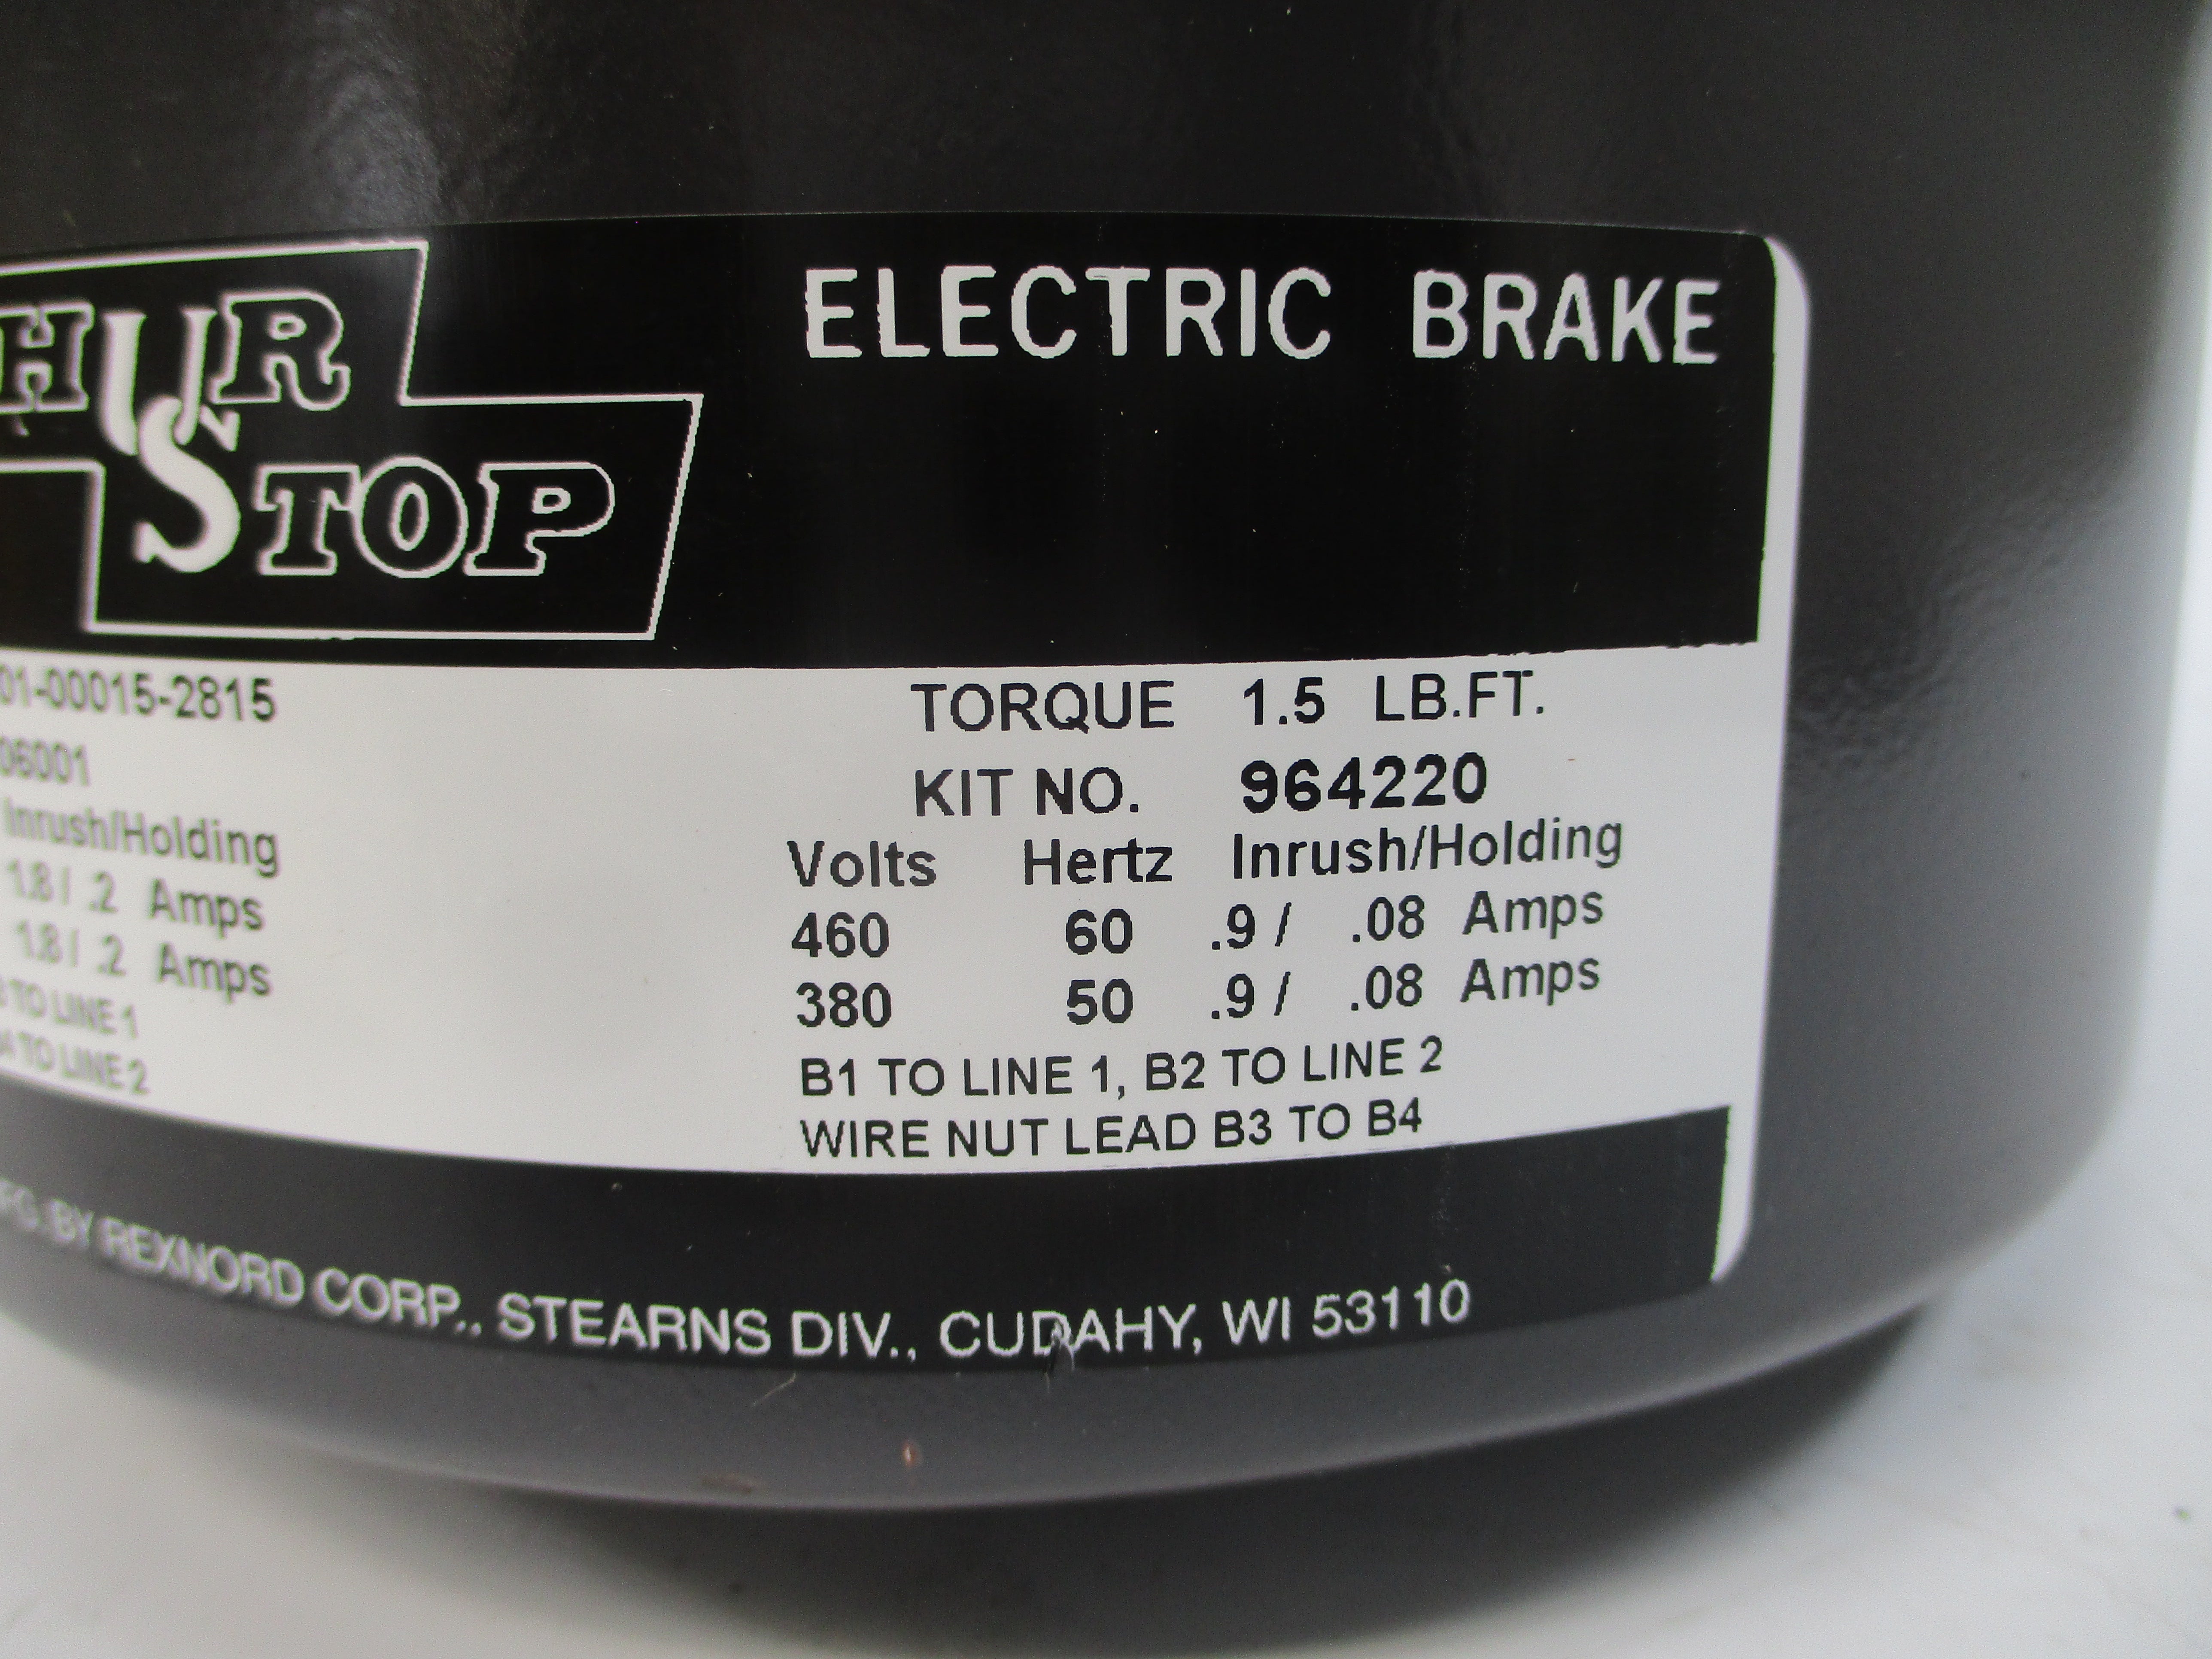 HUR
STOP
ELECTRIC BRAKE
01-00015-2815
06001
Inrush/Holding
1.8 / .2 Amps
1.8 / .2 Amps
TO LINE 1
TO LINE 2
TORQUE 1.5 LB.FT.
KIT NO. 964220
Volts Hertz Inrush/Holding
460 60 .9 / .08 Amps
380 50 .9 / .08 Amps
B1 TO LINE 1, B2 TO LINE 2
WIRE NUT LEAD B3 TO B4
BY REXNORD CORP., STEARNS DIV., CUDAHY, WI 53110